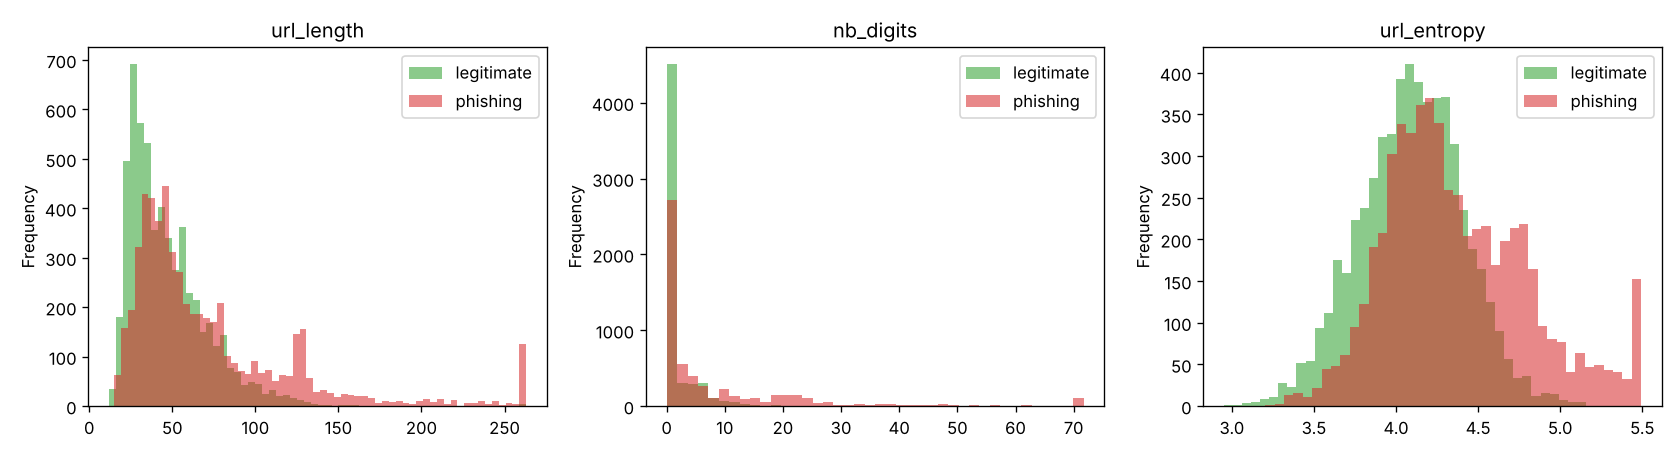 url_length
700
600
500
400
300
200
100
0
Frequency
0 50 100 150 200 250
legitimate
phishing
nb_digits
4000
3000
2000
1000
0
Frequency
0 10 20 30 40 50 60 70
legitimate
phishing
url_entropy
400
350
300
250
200
150
100
50
0
Frequency
3.0 3.5 4.0 4.5 5.0 5.5
legitimate
phishing